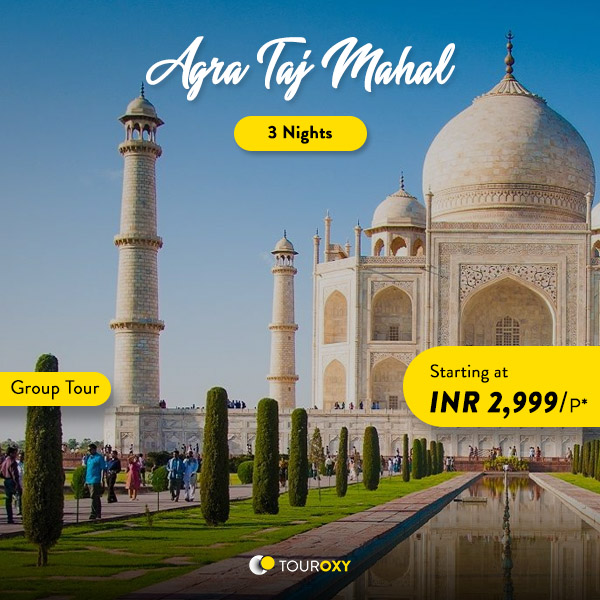 Agra Taj Mahal
3 Nights
Group Tour
Starting at
INR 2,999/P*
TOUROXY